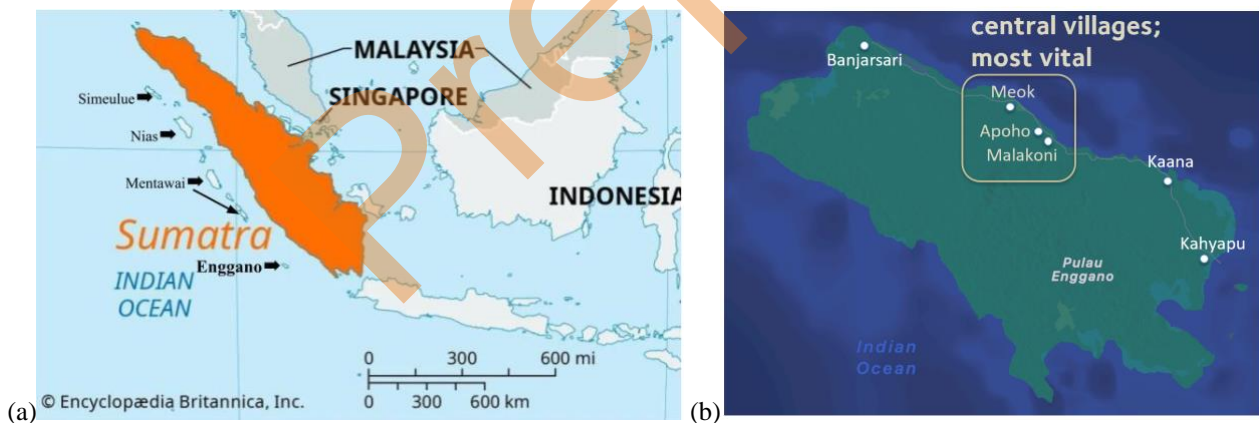 MALAYSIA
Simeulue
SINGAPORE
Nias
Mentawai
INDONESIA
Sumatra
Enggano
INDIAN
OCEAN
0 300 600 mi
0 300 600 km
(a) © Encyclopædia Britannica, Inc.
central villages;
most vital
Banjarsari
Meok
Apoho
Malakoni
Kaana
Kahyapu
Pulau
Enggano
Indian
Ocean
(b)
Pre